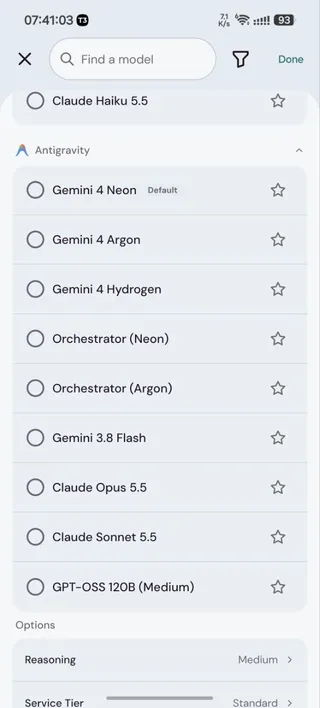 07:41:03 T3 7.1 K/s 6 93
Find a model Done
Claude Haiku 5.5
Antigravity
Gemini 4 Neon Default
Gemini 4 Argon
Gemini 4 Hydrogen
Orchestrator (Neon)
Orchestrator (Argon)
Gemini 3.8 Flash
Claude Opus 5.5
Claude Sonnet 5.5
GPT-OSS 120B (Medium)
Options
Reasoning Medium
Service Tier Standard